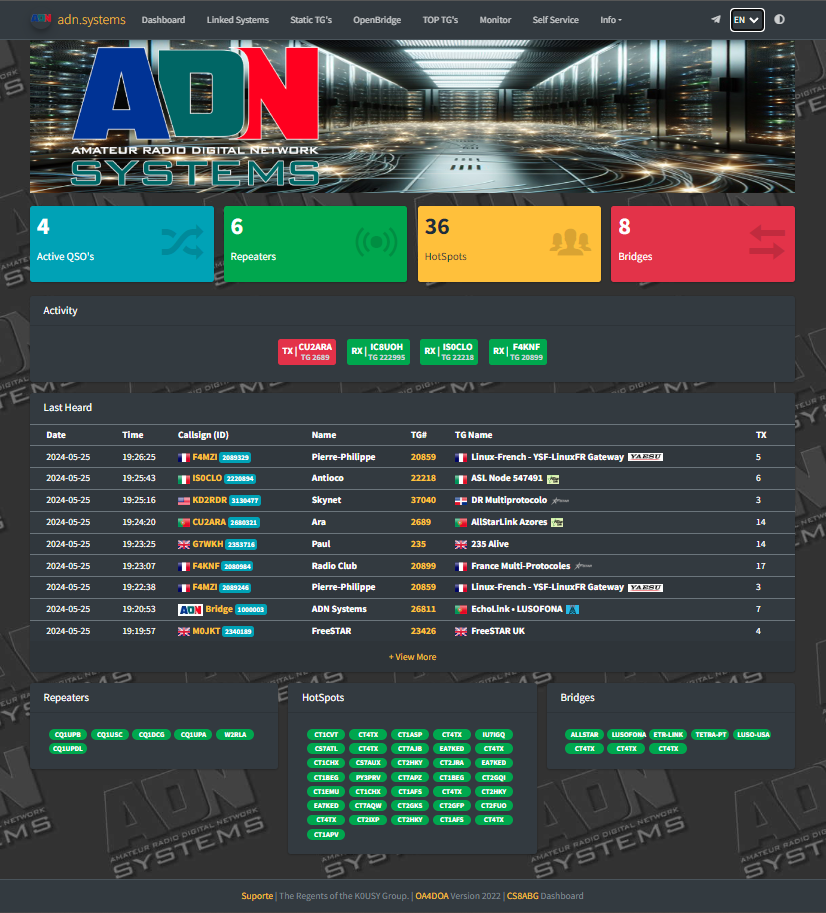 adn.systems Dashboard Linked Systems Static TG's OpenBridge TOP TG's Monitor Self Service Info EN
ADN
AMATEUR RADIO DIGITAL NETWORK
SYSTEMS
4 6 36 8
Active QSO's Repeaters HotSpots Bridges
Activity
TX | CU2ARA TG 2689 RX | IC8UOH TG 222995 RX | IS0CLO TG 22218 RX | F4KNF TG 20899
Last Heard
Date Time Callsign (ID) Name TG# TG Name TX
2024-05-25 19:26:25 F4MZI 2089329 Pierre-Philippe 20859 Linux-French - YSF-LinuxFR Gateway YAESU 5
2024-05-25 19:25:43 IS0CLO 2220894 Antioco 22218 ASL Node 547491 6
2024-05-25 19:25:16 KD2RDR 3130477 Skynet 37040 DR Multiprotocolo 3
2024-05-25 19:24:20 CU2ARA 2680321 Ara 2689 AllStarLink Azores 14
2024-05-25 19:23:25 G7WKH 2353716 Paul 235 235 Alive 14
2024-05-25 19:23:07 F4KNF 2080984 Radio Club 20899 France Multi-Protocoles 17
2024-05-25 19:22:38 F4MZI 2089246 Pierre-Philippe 20859 Linux-French - YSF-LinuxFR Gateway YAESU 3
2024-05-25 19:20:53 ADN Bridge 1000003 ADN Systems 26811 EchoLink • LUSOFONA 7
2024-05-25 19:19:57 M0JKT 2340189 FreeSTAR 23426 FreeSTAR UK 4
+ View More
Repeaters
CQ1UPB CQ1USC CQ1DCG CQ1UPA W2RLA
CQ1UPDL
HotSpots
CT1CVT CT4TX CT1ASP CT4TX IU7IGQ
CS7ATL CT4TX CT7AJB EA7KED CT4TX
CT1CHX CS7AUX CT2HKY CT2JRA EA7KED
CT1BEG PY3PRV CT7APZ CT1BEG CT2GQI
CT1EMU CT1CHX CT1AFS CT4TX CT2HKY
EA7KED CT7AQW CT2GKS CT2GFP CT2FUO
CT4TX CT2IXP CT2HKY CT1AFS CT4TX
CT1APV
Bridges
ALLSTAR LUSOFONA ETR-LINK TETRA-PT LUSO-USA
CT4TX CT4TX CT4TX
Suporte | The Regents of the K0USY Group. | OA4DOA Version 2022 | CS8ABG Dashboard